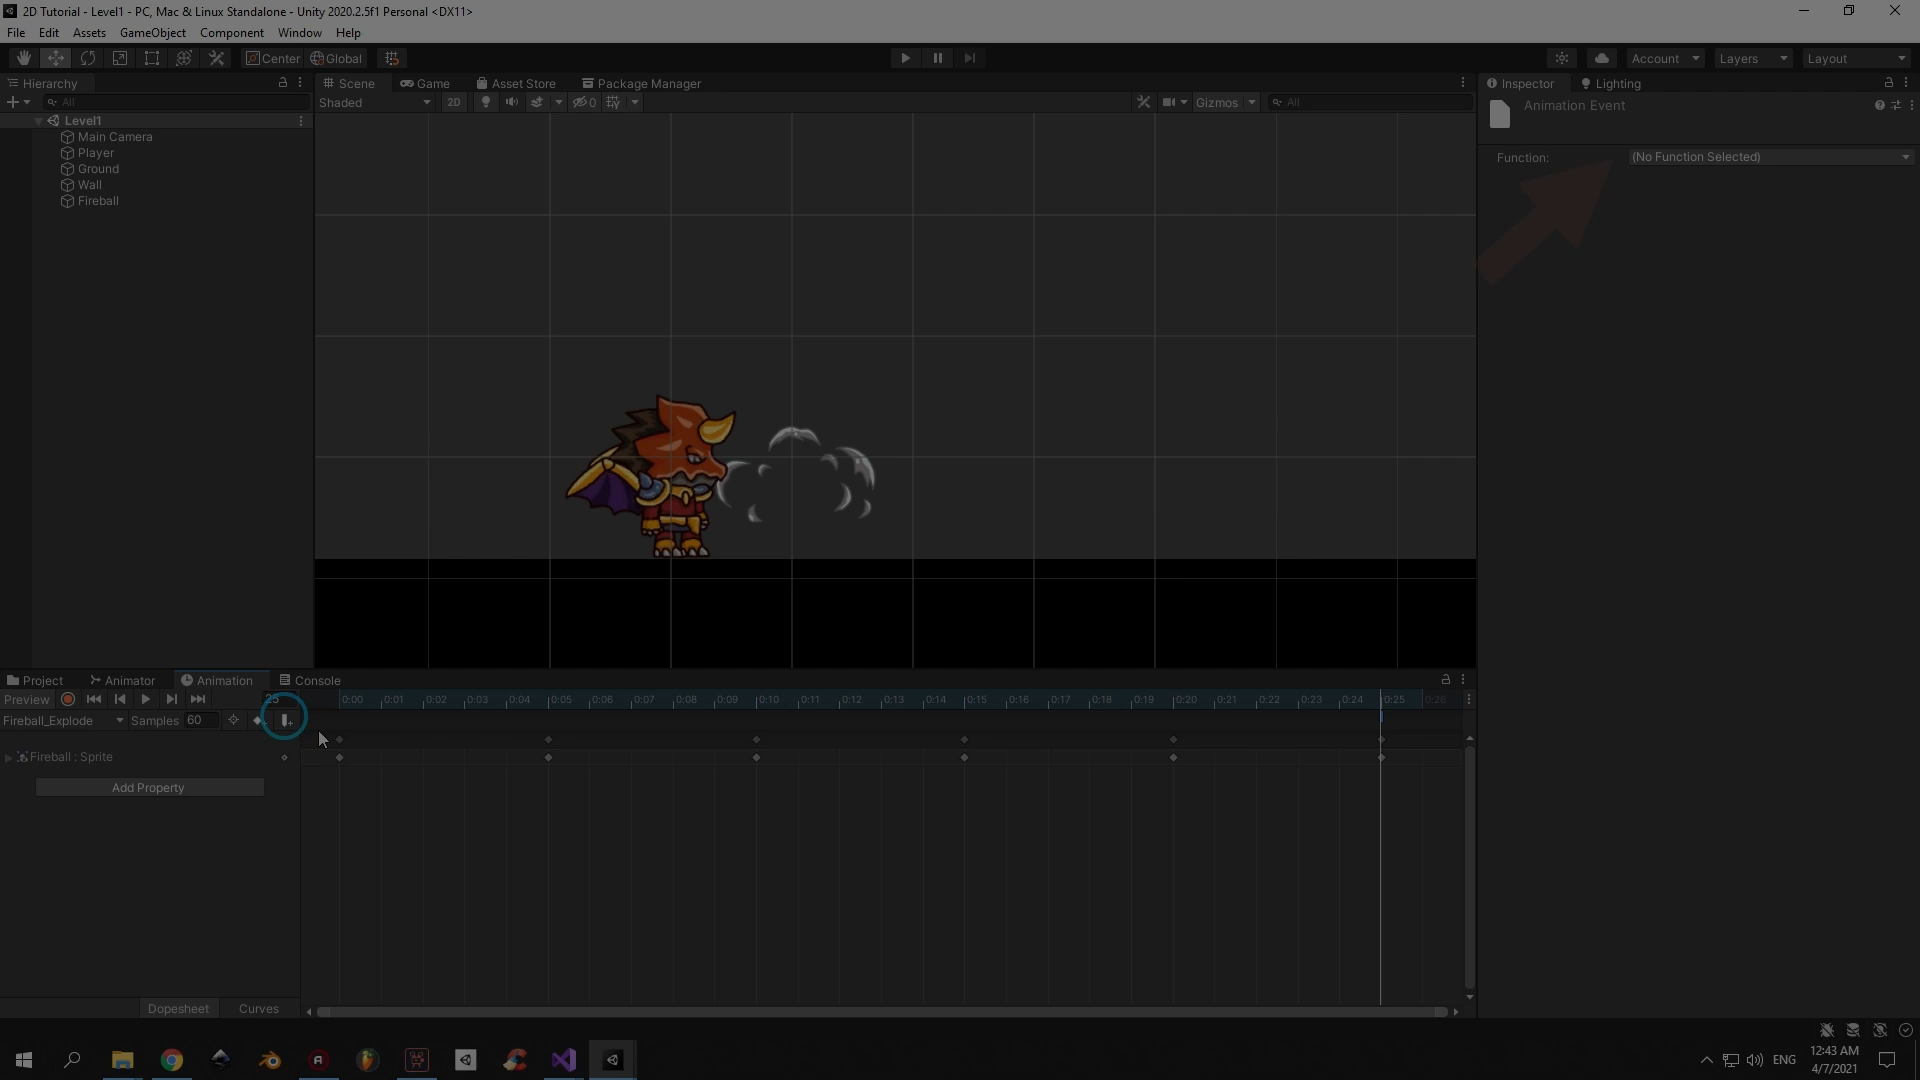 2D Tutorial - Level1 - PC, Mac & Linux Standalone - Unity 2020.2.5f1 Personal <DX11>
File Edit Assets GameObject Component Window Help
Center Global Account Layers Layout
Hierarchy Scene Game Asset Store Package Manager Inspector Lighting
All Shaded 2D 0 Gizmos All Animation Event
Level1
Main Camera
Player
Function: (No Function Selected)
Ground
Wall
Fireball
Project Animator Animation Console
Preview 25 0:00 0:01 0:02 0:03 0:04 0:05 0:06 0:07 0:08 0:09 0:10 0:11 0:12 0:13 0:14 0:15 0:16 0:17 0:18 0:19 0:20 0:21 0:22 0:23 0:24 0:25 0:26
Fireball_Explode Samples 60
Fireball : Sprite
Add Property
Dopesheet Curves
ENG 12:43 AM
4/7/2021